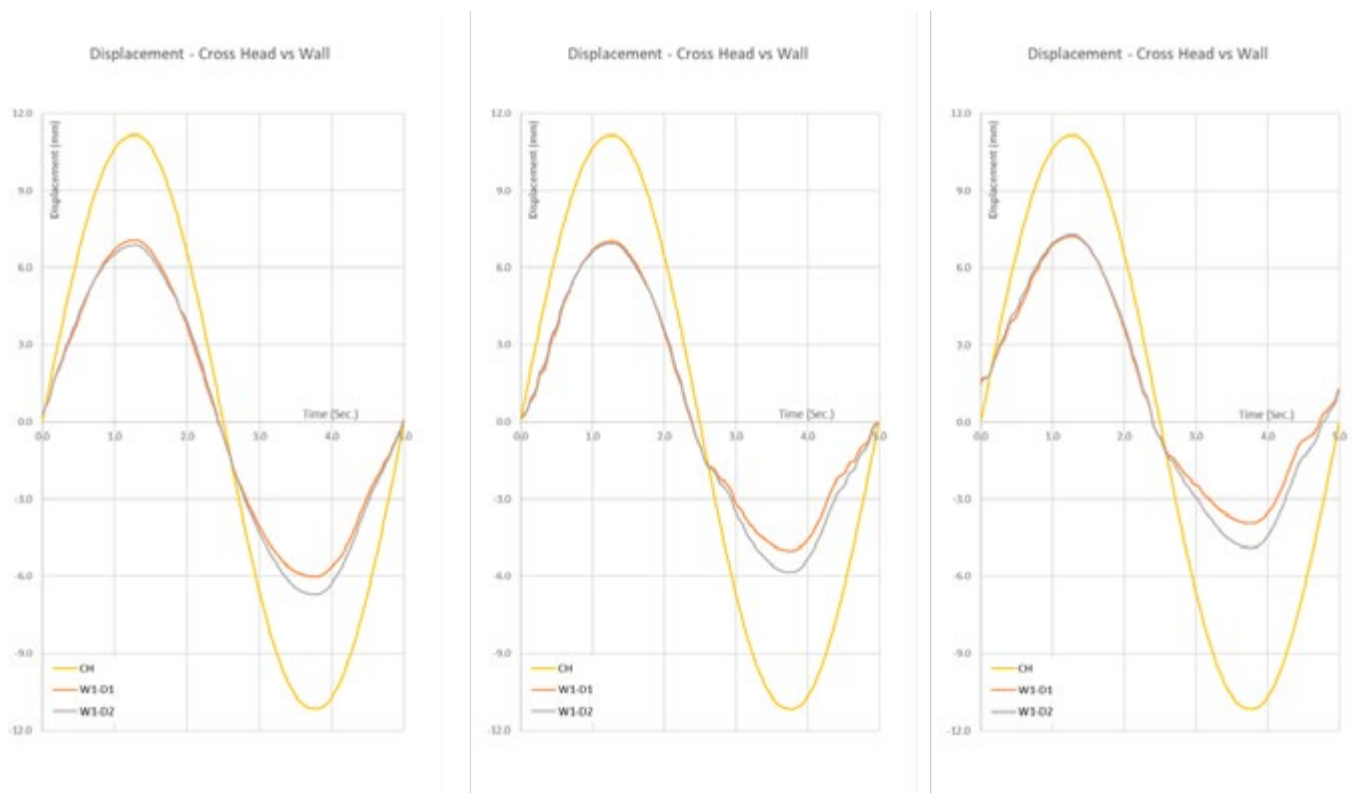 Displacement - Cross Head vs Wall
12.0
Displacement (mm)
9.0
6.0
3.0
Time (Sec.)
0.0
0.0 1.0 2.0 3.0 4.0 5.0
-3.0
-6.0
-9.0
CH
W1-D1
W1-D2
-12.0
Displacement - Cross Head vs Wall
12.0
Displacement (mm)
9.0
6.0
3.0
Time (Sec.)
0.0
0.0 1.0 2.0 3.0 4.0 5.0
-3.0
-6.0
-9.0
CH
W1-D1
W1-D2
-12.0
Displacement - Cross Head vs Wall
12.0
Displacement (mm)
9.0
6.0
3.0
Time (Sec.)
0.0
0.0 1.0 2.0 3.0 4.0 5.0
-3.0
-6.0
-9.0
CH
W1-D1
W1-D2
-12.0